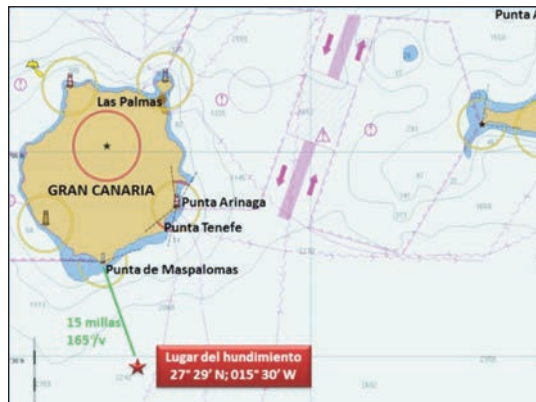 Punta A
Las Palmas
GRAN CANARIA
Punta Arinaga
Punta Tenefe
Punta de Maspalomas
15 millas
165°/v
Lugar del hundimiento
27° 29' N; 015° 30' W